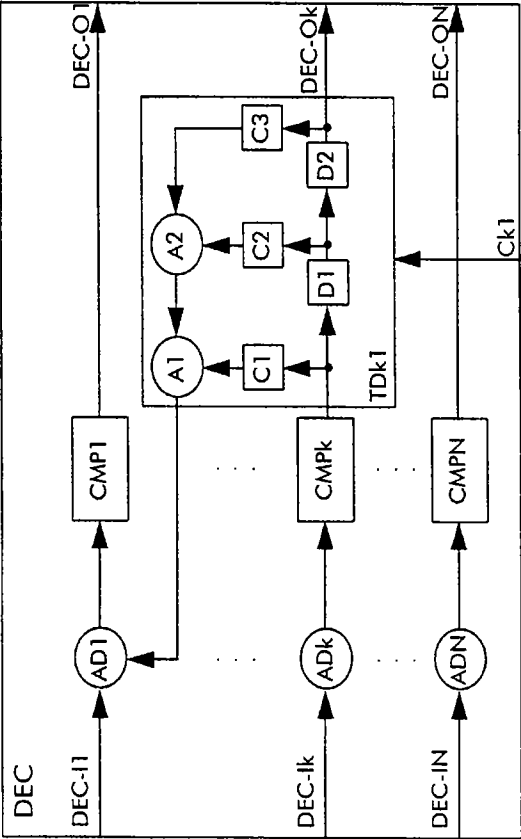 DEC
DEC-I1
AD1
CMP1
DEC-O1
A1
A2
C1
C2
C3
D1
D2
TDk1
DEC-Ik
ADk
CMPk
DEC-Ok
DEC-IN
ADN
CMPN
DEC-ON
Ck1